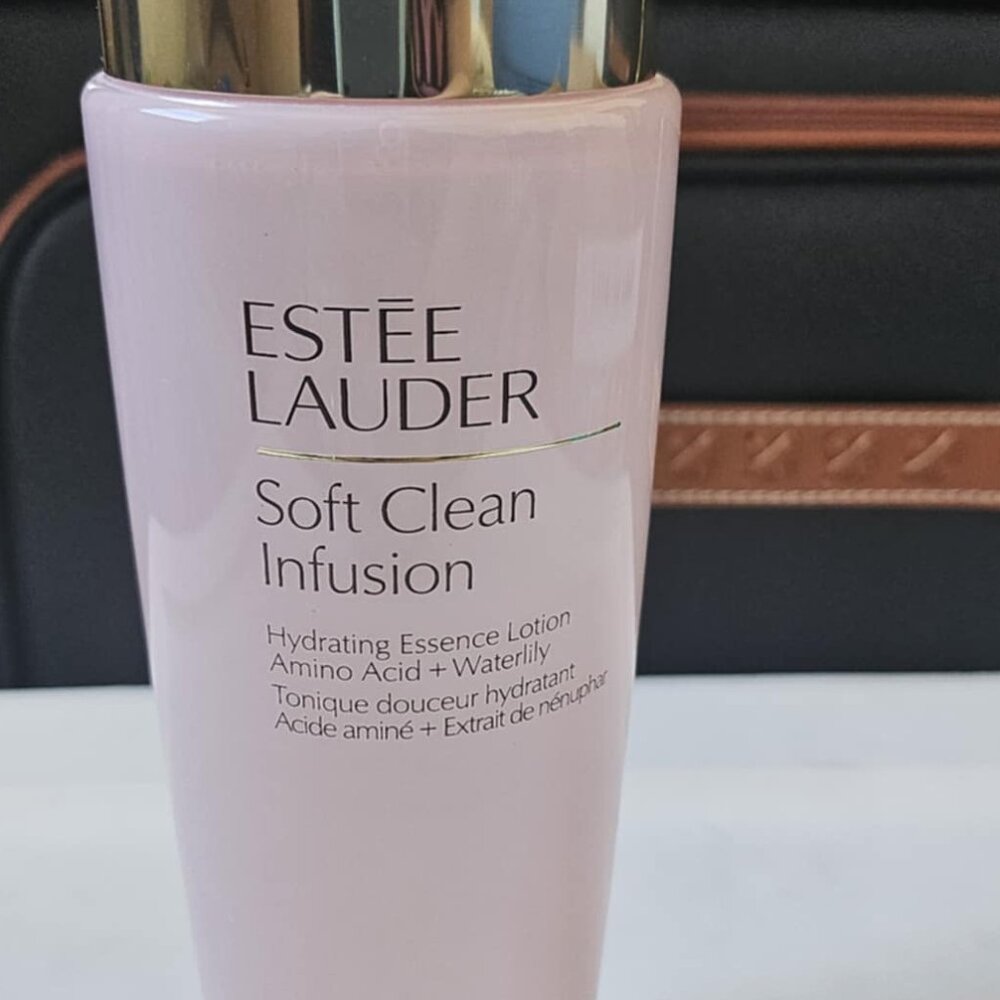 ESTĒE
LAUDER
Soft Clean
Infusion
Hydrating Essence Lotion
Amino Acid + Waterlily
Tonique douceur hydratant
Acide aminé + Extrait de nénuphar